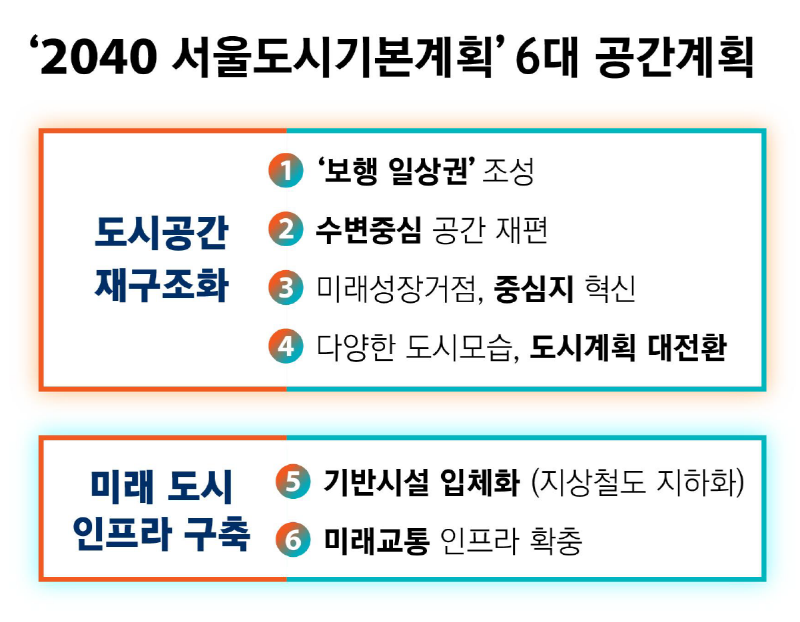 ‘2040 서울도시기본계획’ 6대 공간계획
도시공간
재구조화
1 ‘보행 일상권’ 조성
2 수변중심 공간 재편
3 미래성장거점, 중심지 혁신
4 다양한 도시모습, 도시계획 대전환
미래 도시
인프라 구축
5 기반시설 입체화 (지상철도 지하화)
6 미래교통 인프라 확충